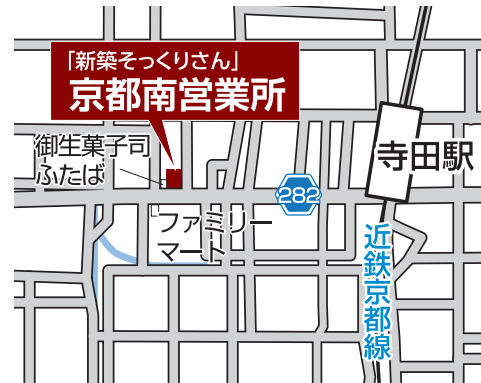 「新築そっくりさん」
京都南営業所
御生菓子司
ふたば
寺田駅
282
ファミリー
マート
近鉄京都線